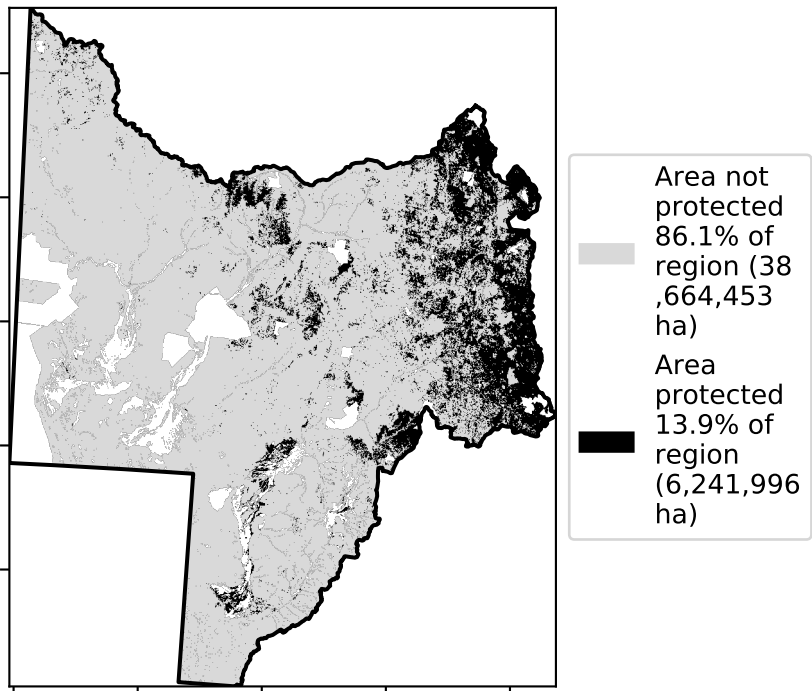 Area not
protected
86.1% of
region (38
,664,453
ha)
Area
protected
13.9% of
region
(6,241,996
ha)